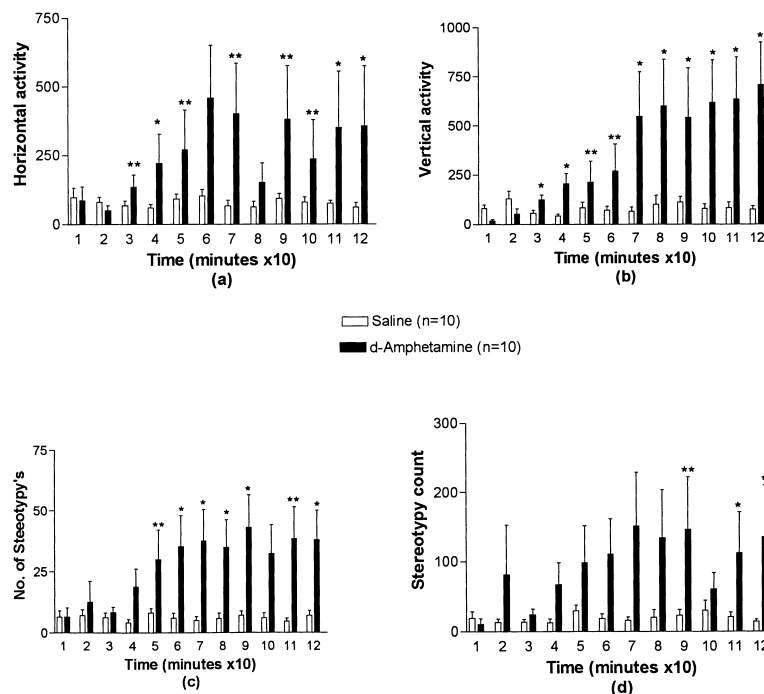 750
500
250
0
Horizontal activity
** * ** ** ** ** * *
1 2 3 4 5 6 7 8 9 10 11 12
Time (minutes x10)
(a)
1000
750
500
250
0
Vertical activity
* * ** ** * * * * * *
1 2 3 4 5 6 7 8 9 10 11 12
Time (minutes x10)
(b)
Saline (n=10)
d-Amphetamine (n=10)
75
50
25
0
No. of Steeotypy's
** * * * * ** *
1 2 3 4 5 6 7 8 9 10 11 12
Time (minutes x10)
(c)
300
200
100
0
Stereotypy count
** *
1 2 3 4 5 6 7 8 9 10 11 12
Time (minutes x10)
(d)